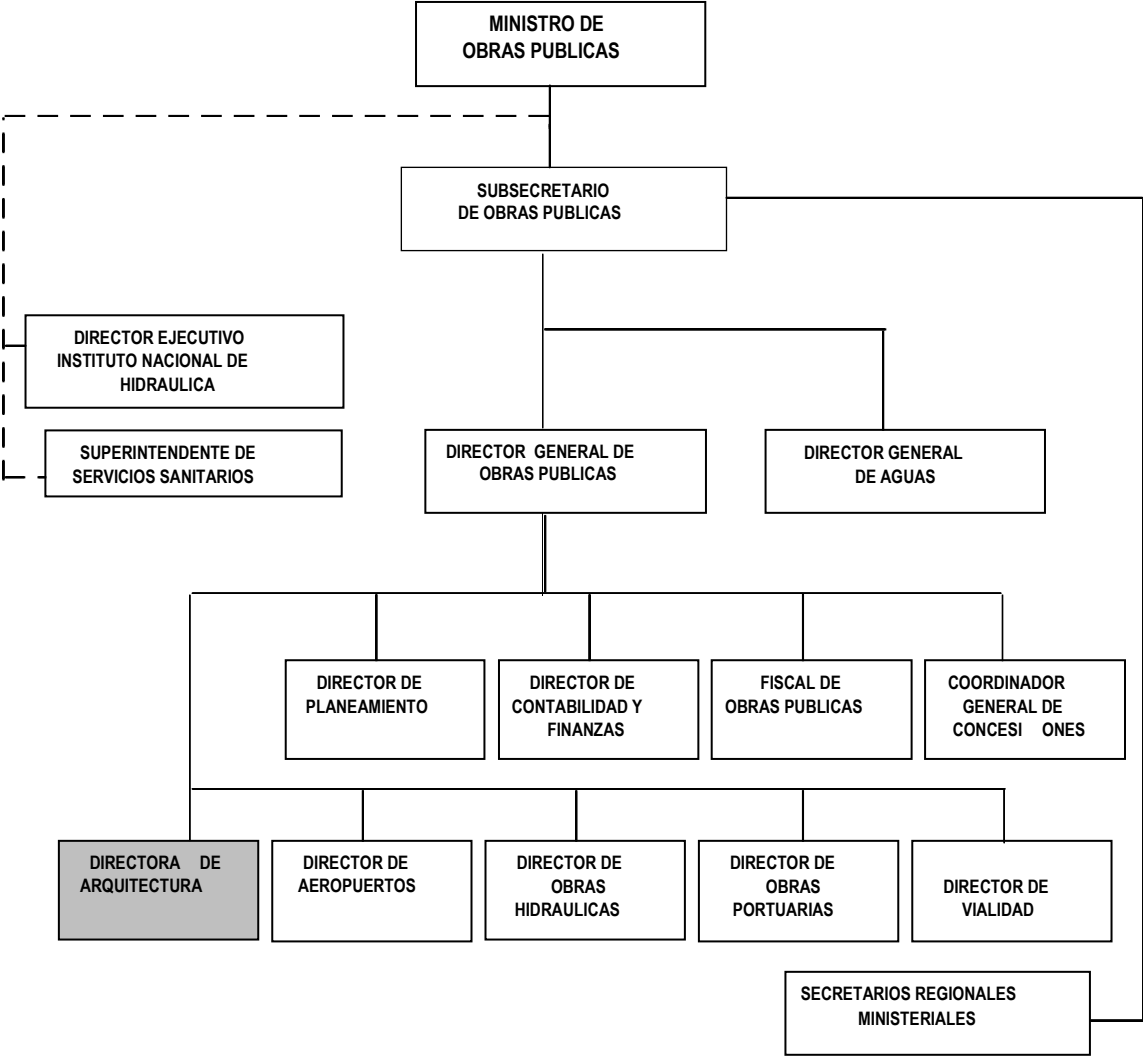 MINISTRO DE
OBRAS PUBLICAS
SUBSECRETARIO
DE OBRAS PUBLICAS
DIRECTOR EJECUTIVO
INSTITUTO NACIONAL DE
HIDRAULICA
SUPERINTENDENTE DE
SERVICIOS SANITARIOS
DIRECTOR GENERAL DE
OBRAS PUBLICAS
DIRECTOR GENERAL
DE AGUAS
DIRECTOR DE
PLANEAMIENTO
DIRECTOR DE
CONTABILIDAD Y
FINANZAS
FISCAL DE
OBRAS PUBLICAS
COORDINADOR
GENERAL DE
CONCESI ONES
DIRECTORA DE
ARQUITECTURA
DIRECTOR DE
AEROPUERTOS
DIRECTOR DE
OBRAS
HIDRAULICAS
DIRECTOR DE
OBRAS
PORTUARIAS
DIRECTOR DE
VIALIDAD
SECRETARIOS REGIONALES
MINISTERIALES